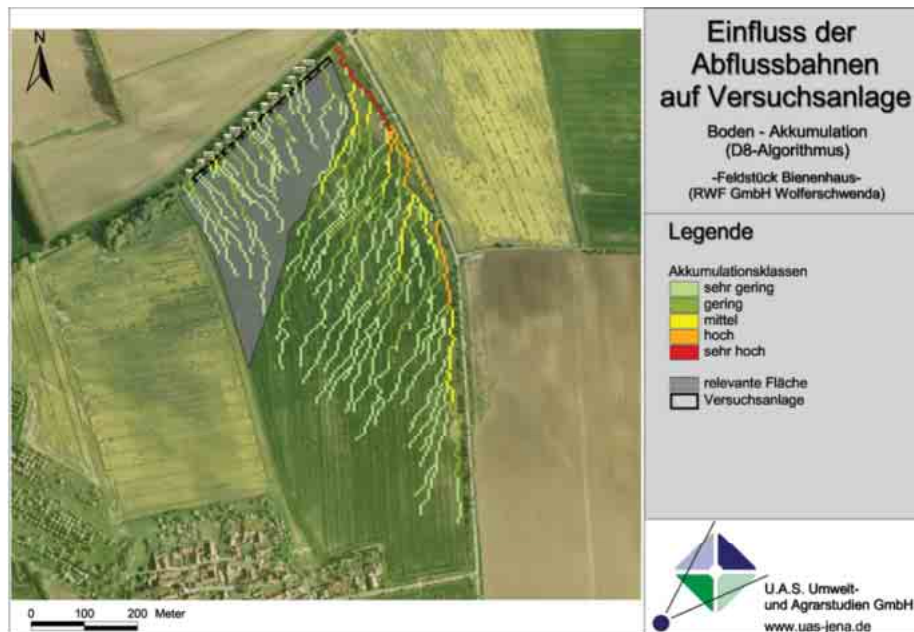 N
Einfluss der
Abflussbahnen
auf Versuchsanlage
Boden - Akkumulation
(D8-Algorithmus)
-Feldstück Bienenhaus-
(RWF GmbH Wolferschwenda)
Legende
Akkumulationsklassen
sehr gering
gering
mittel
hoch
sehr hoch
relevante Fläche
Versuchsanlage
0 100 200 Meter
U.A.S. Umwelt-
und Agrarstudien GmbH
www.uas-jena.de